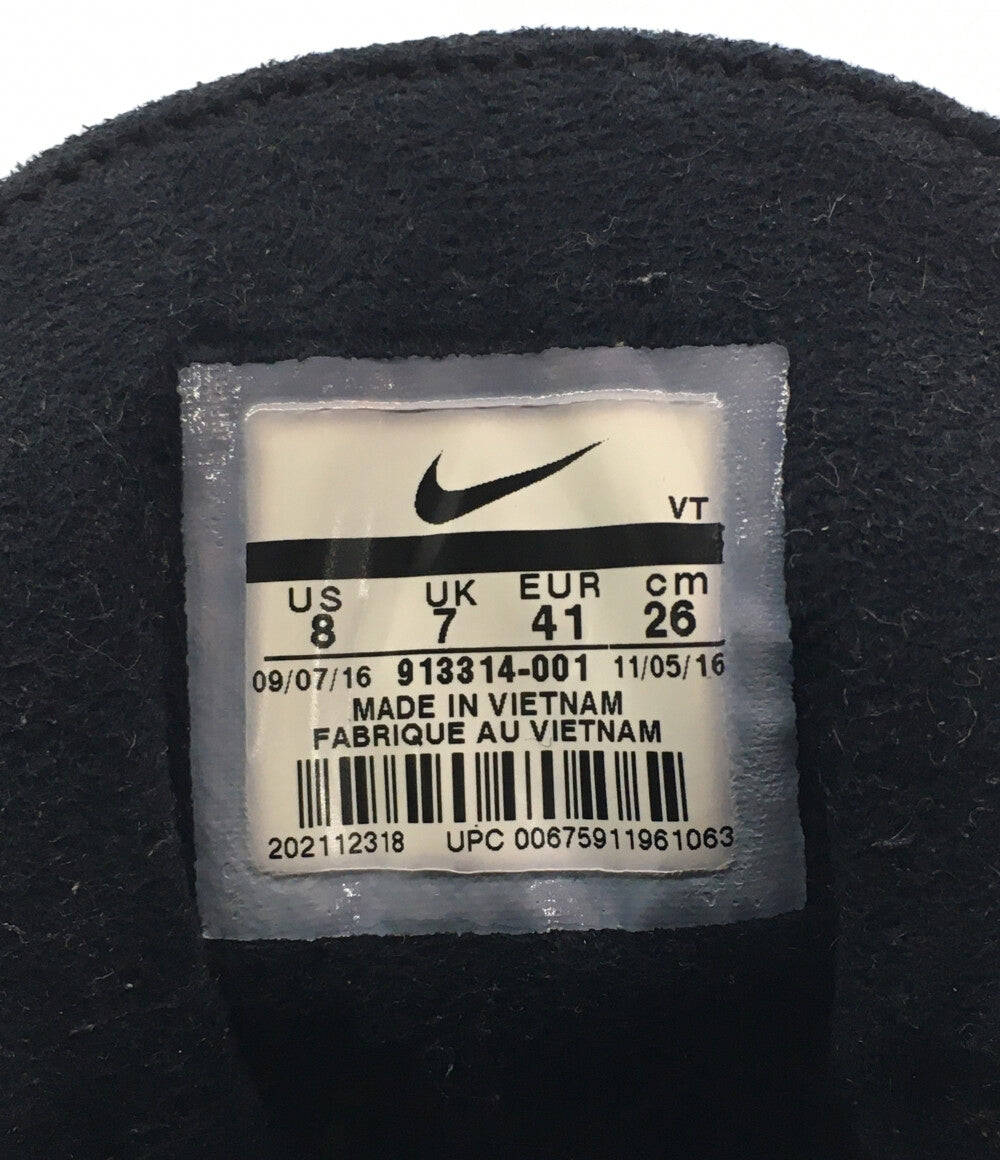 VT
US UK EUR cm
8 7 41 26
09/07/16 913314-001 11/05/16
MADE IN VIETNAM
FABRIQUE AU VIETNAM
202112318 UPC 00675911961063